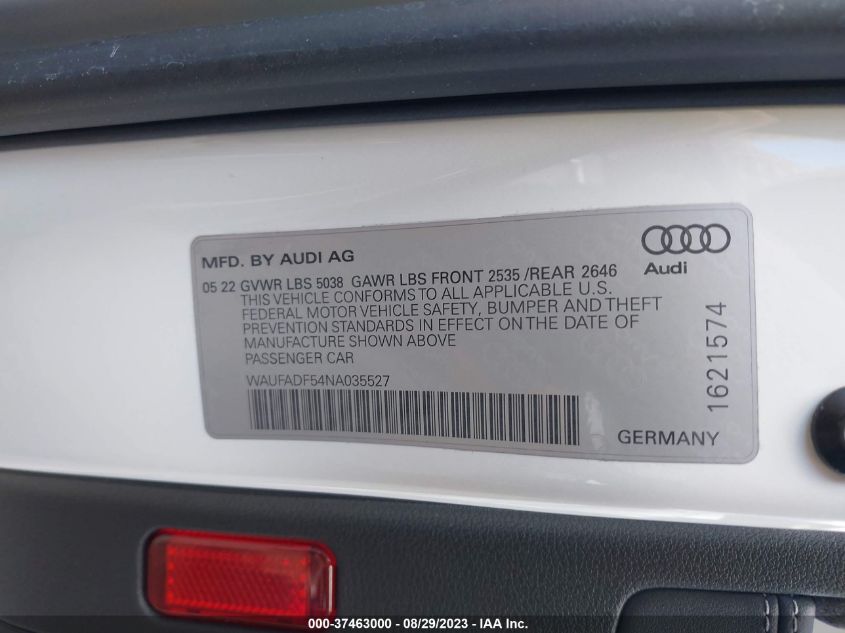 MFD. BY AUDI AG
Audi
05 22 GVWR LBS 5038 GAWR LBS FRONT 2535 /REAR 2646
THIS VEHICLE CONFORMS TO ALL APPLICABLE U.S.
FEDERAL MOTOR VEHICLE SAFETY, BUMPER AND THEFT
PREVENTION STANDARDS IN EFFECT ON THE DATE OF
MANUFACTURE SHOWN ABOVE
PASSENGER CAR
WAUFADF54NA035527
GERMANY
1621574
000-37463000 - 08/29/2023 - IAA Inc.